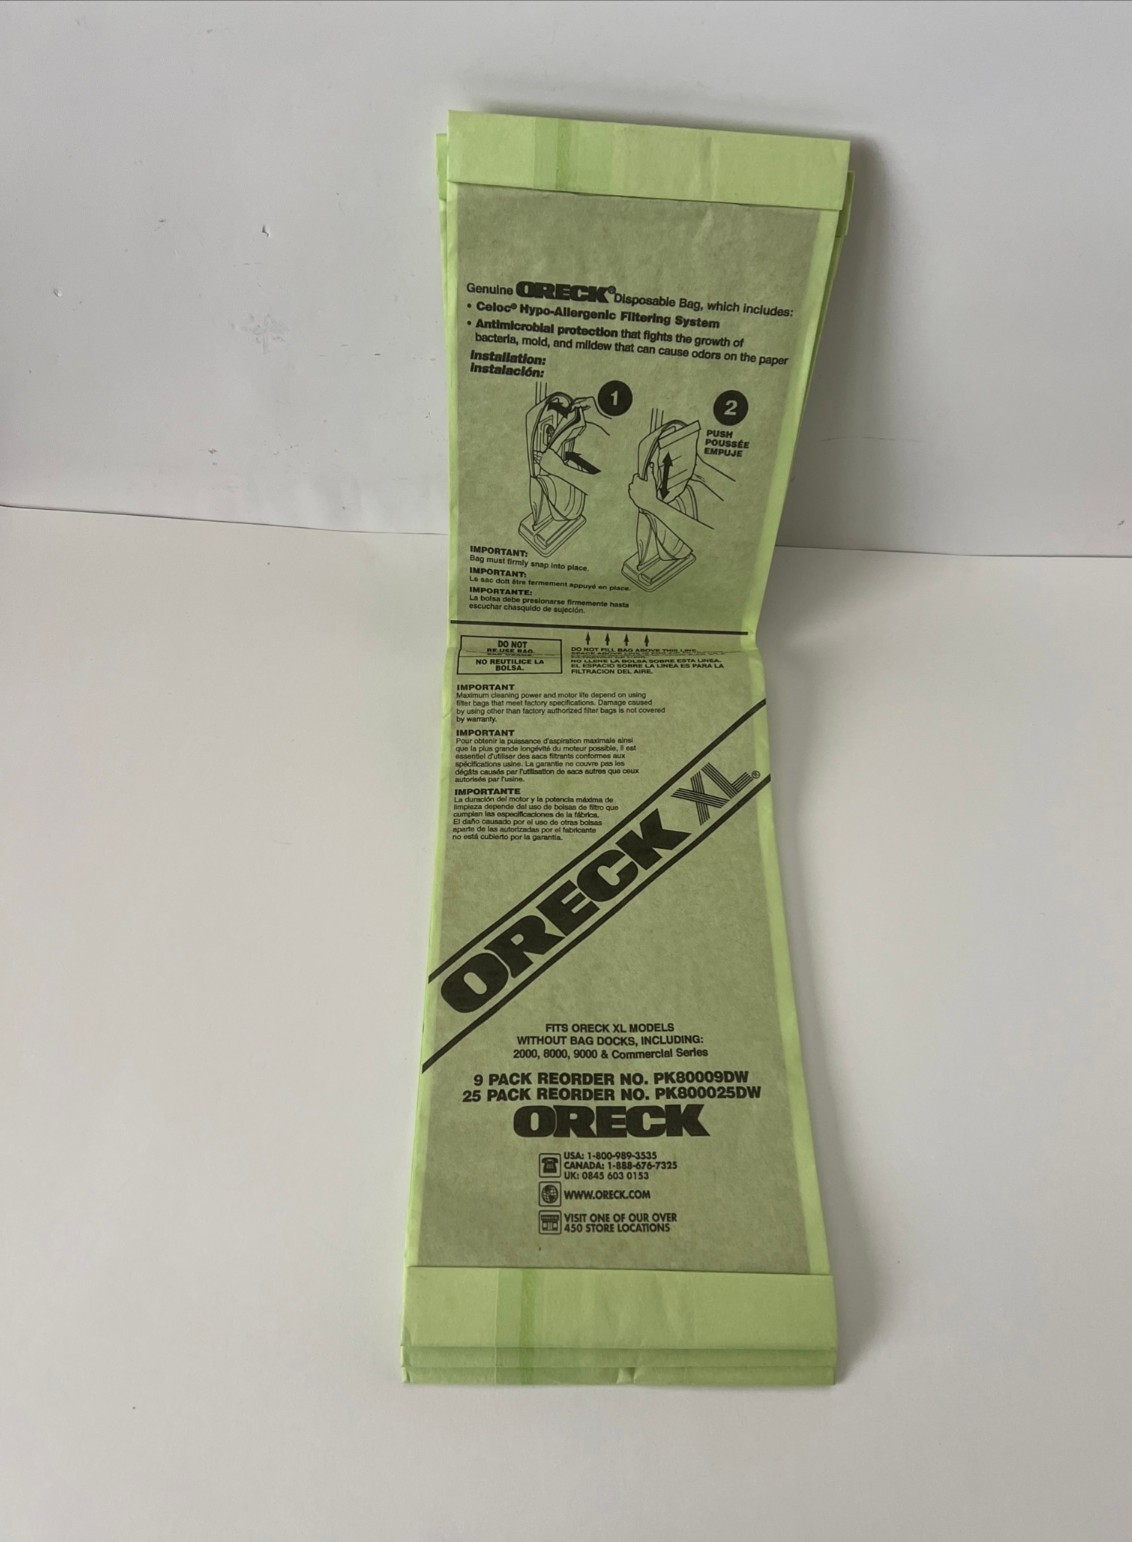 Genuine ORECK® Disposable Bag, which includes:
• Celoc® Hypo-Allergenic Filtering System
• Antimicrobial protection that fights the growth of
bacteria, mold, and mildew that can cause odors on the paper
Installation:
Instalación:
1
2
PUSH
POUSSÉE
EMPUJE
IMPORTANT:
Bag must firmly snap into place.
IMPORTANT:
Le sac doit être fermement appuyé en place.
IMPORTANTE:
La bolsa debe presionarse firmemente hasta
escuchar chasquido de sujeción.
DO NOT
RE-USE BAG.
NO REUTILICE LA
BOLSA.
DO NOT FILL BAG ABOVE THIS LINE.
NO LLENE LA BOLSA SOBRE ESTA LINEA.
EL ESPACIO SOBRE LA LINEA ES PARA LA
FILTRACION DEL AIRE.
IMPORTANT
Maximum cleaning power and motor life depend on using
filter bags that meet factory specifications. Damage caused
by using other than factory authorized filter bags is not covered
by warranty.
IMPORTANT
Pour obtenir la puissance d'aspiration maximale ainsi
que la plus grande longévité du moteur possible, il est
essentiel d'utiliser des sacs filtrants conformes aux
spécifications usine. La garantie ne couvre pas les
dégâts causés par l'utilisation de sacs autres que ceux
autorisés par l'usine.
IMPORTANTE
La duración del motor y la potencia máxima de
limpieza depende del uso de bolsas de filtro que
cumplan las especificaciones de la fábrica.
El daño causado por el uso de otras bolsas
aparte de las autorizadas por el fabricante
no está cubierto por la garantía.
ORECK XL®
FITS ORECK XL MODELS
WITHOUT BAG DOCKS, INCLUDING:
2000, 8000, 9000 & Commercial Series
9 PACK REORDER NO. PK80009DW
25 PACK REORDER NO. PK800025DW
ORECK
USA: 1-800-989-3535
CANADA: 1-888-676-7325
UK: 0845 603 0153
WWW.ORECK.COM
VISIT ONE OF OUR OVER
450 STORE LOCATIONS